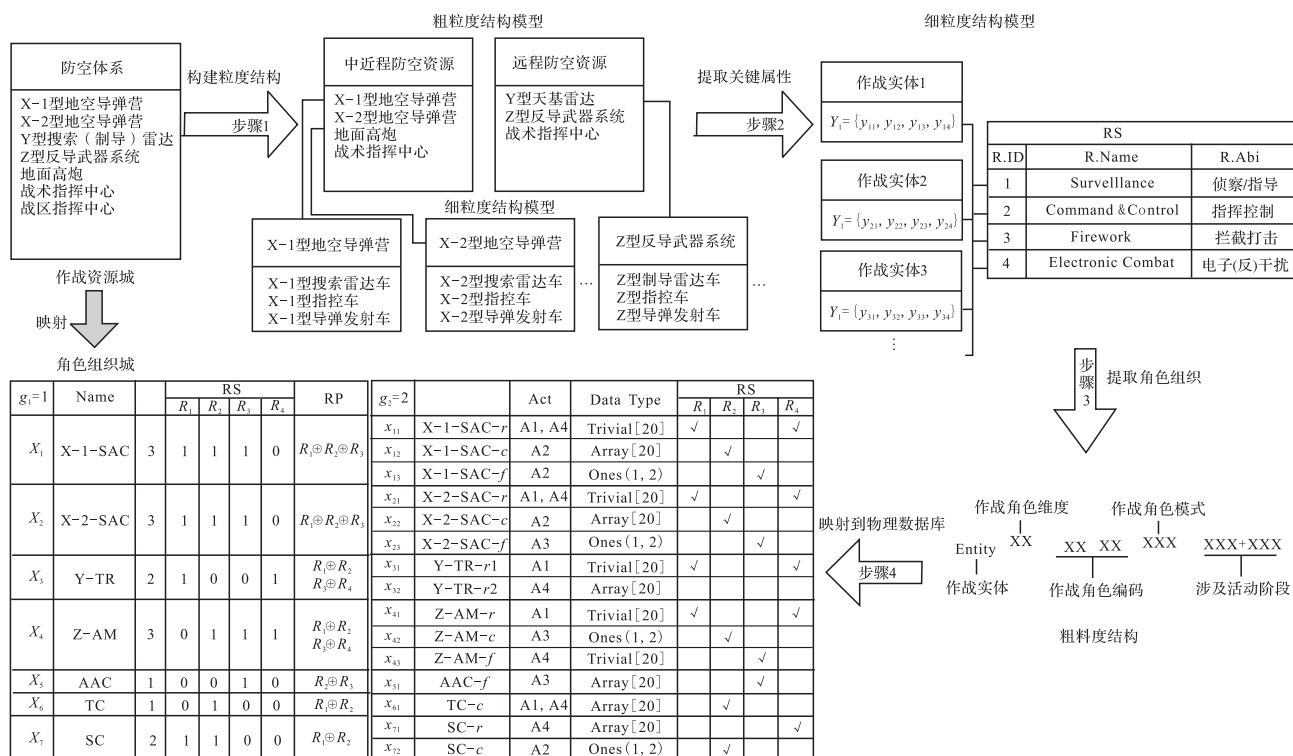 粗粒度结构模型
细粒度结构模型
防空体系
X-1型地空导弹营
X-2型地空导弹营
Y型搜索（制导）雷达
Z型反导武器系统
地面高炮
战术指挥中心
战区指挥中心
构建粒度结构
步骤1
中近程防空资源
X-1型地空导弹营
X-2型地空导弹营
地面高炮
战术指挥中心
远程防空资源
Y型天基雷达
Z型反导武器系统
战术指挥中心
提取关键属性
步骤2
细粒度结构模型
X-1型地空导弹营
X-1型搜索雷达车
X-1型指控车
X-1型导弹发射车
X-2型地空导弹营
X-2型搜索雷达车
X-2型指控车
X-2型导弹发射车
…
Z型反导武器系统
Z型制导雷达车
Z型指控车
Z型导弹发射车
…
作战实体1
Y₁={y₁₁, y₁₂, y₁₃, y₁₄}
作战实体2
Y₁={y₂₁, y₂₂, y₂₃, y₂₄}
作战实体3
Y₁={y₃₁, y₃₂, y₃₃, y₃₄}
⋮
RS
R.ID R.Name R.Abi
1 Survelllance 侦察/指导
2 Command &Control 指挥控制
3 Firework 拦截打击
4 Electronic Combat 电子(反)干扰
作战资源城
映射
角色组织城
步骤3
提取角色组织
g₁=1 Name RS RP
R₁ R₂ R₃ R₄
X₁ X-1-SAC 3 1 1 1 0 R₁⊕R₂⊕R₃
X₂ X-2-SAC 3 1 1 1 0 R₁⊕R₂⊕R₃
X₃ Y-TR 2 1 0 0 1 R₁⊕R₂
R₃⊕R₄
X₄ Z-AM 3 0 1 1 1 R₁⊕R₂
R₃⊕R₄
X₅ AAC 1 0 0 1 0 R₂⊕R₃
X₆ TC 1 0 1 0 0 R₁⊕R₂
X₇ SC 2 1 1 0 0 R₁⊕R₂
g₂=2 Act Data Type RS
R₁ R₂ R₃ R₄
x₁₁ X-1-SAC-r A1, A4 Trivial[20] √ √
x₁₂ X-1-SAC-c A2 Array[20] √
x₁₃ X-1-SAC-f A2 Ones(1, 2) √
x₂₁ X-2-SAC-r A1, A4 Trivial[20] √ √
x₂₂ X-2-SAC-c A2 Array[20] √
x₂₃ X-2-SAC-f A3 Ones(1, 2) √
x₃₁ Y-TR-r1 A1 Trivial[20] √ √
x₃₂ Y-TR-r2 A4 Array[20]
x₄₁ Z-AM-r A1 Trivial[20] √ √
x₄₂ Z-AM-c A3 Ones(1, 2) √
x₄₃ Z-AM-f A4 Trivial[20] √
x₅₁ AAC-f A3 Array[20] √
x₆₁ TC-c A1, A4 Array[20] √
x₇₁ SC-r A4 Array[20] √
x₇₂ SC-c A2 Ones(1, 2) √
映射到物理数据库
步骤4
作战角色维度
作战角色模式
Entity XX XX XX XXX XXX+XXX
作战实体
作战角色编码
涉及活动阶段
粗料度结构